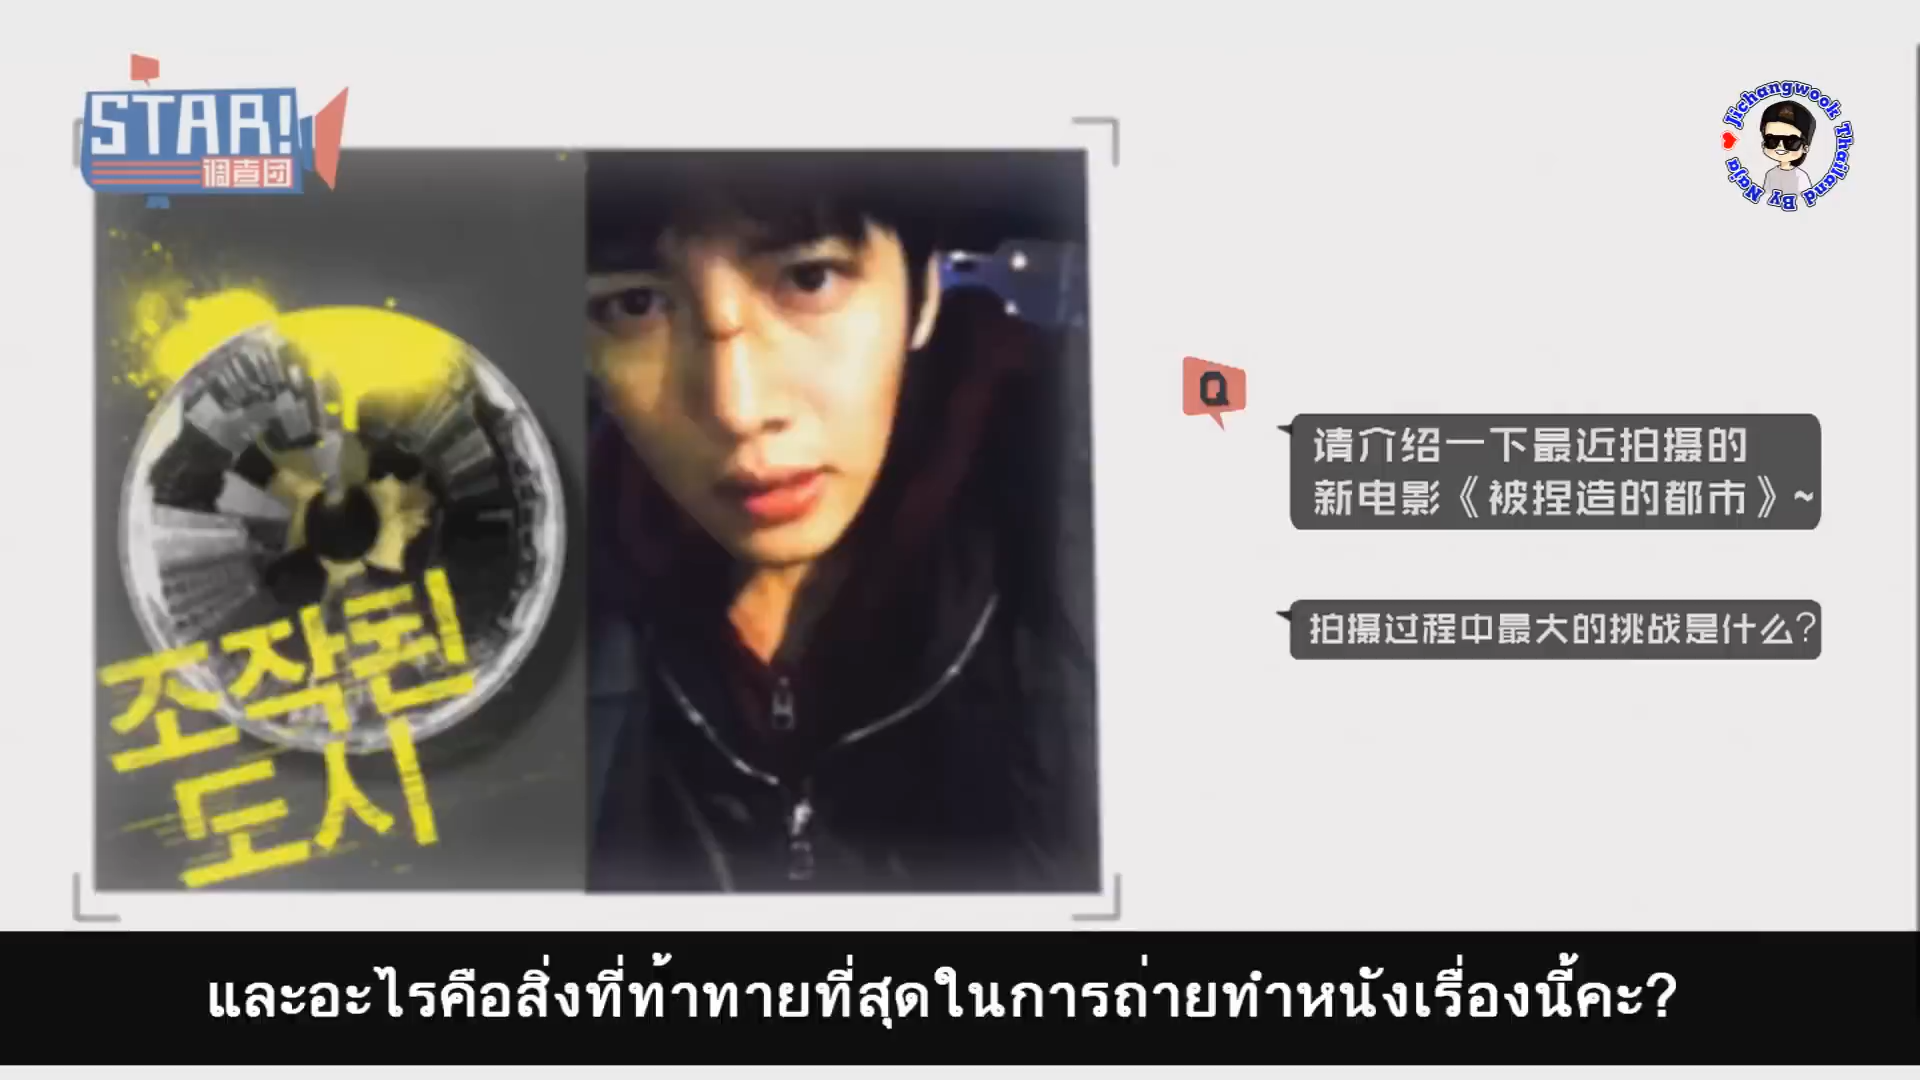 STAR!
调查团
Jichangwook Thailand By Naja
조작된
도시
Q
请介绍一下最近拍摄的
新电影《被捏造的都市》~
拍摄过程中最大的挑战是什么?
และอะไรคือสิ่งที่ท้าทายที่สุดในการถ่ายทำหนังเรื่องนี้คะ?